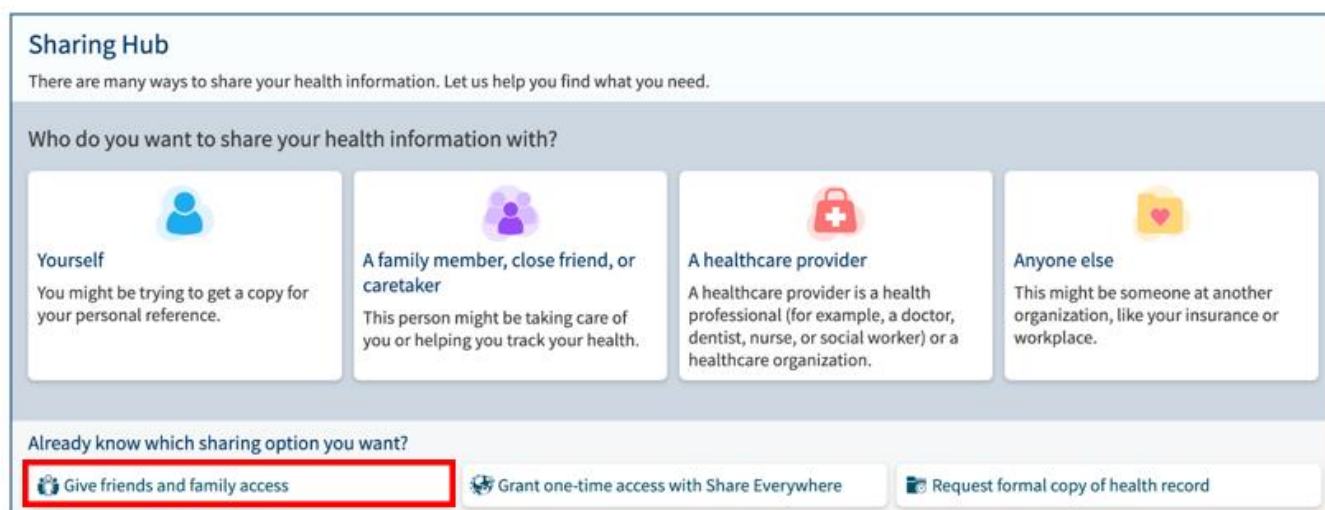 Sharing Hub
There are many ways to share your health information. Let us help you find what you need.
Who do you want to share your health information with?
Yourself
You might be trying to get a copy for
your personal reference.
A family member, close friend, or
caretaker
This person might be taking care of
you or helping you track your health.
A healthcare provider
A healthcare provider is a health
professional (for example, a doctor,
dentist, nurse, or social worker) or a
healthcare organization.
Anyone else
This might be someone at another
organization, like your insurance or
workplace.
Already know which sharing option you want?
Give friends and family access
Grant one-time access with Share Everywhere
Request formal copy of health record